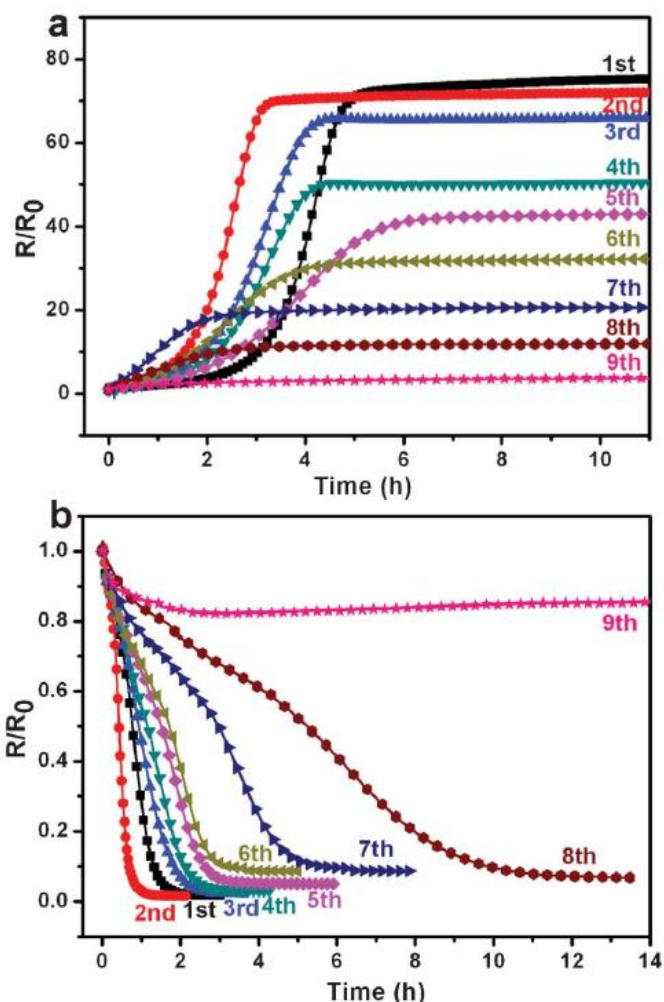 a
80
60
40
20
0
R/R0
1st
2nd
3rd
4th
5th
6th
7th
8th
9th
0 2 4 6 8 10
Time (h)
b
1.0
0.8
0.6
0.4
0.2
0.0
R/R0
9th
8th
7th
6th
5th
2nd 1st 3rd 4th
0 2 4 6 8 10 12 14
Time (h)